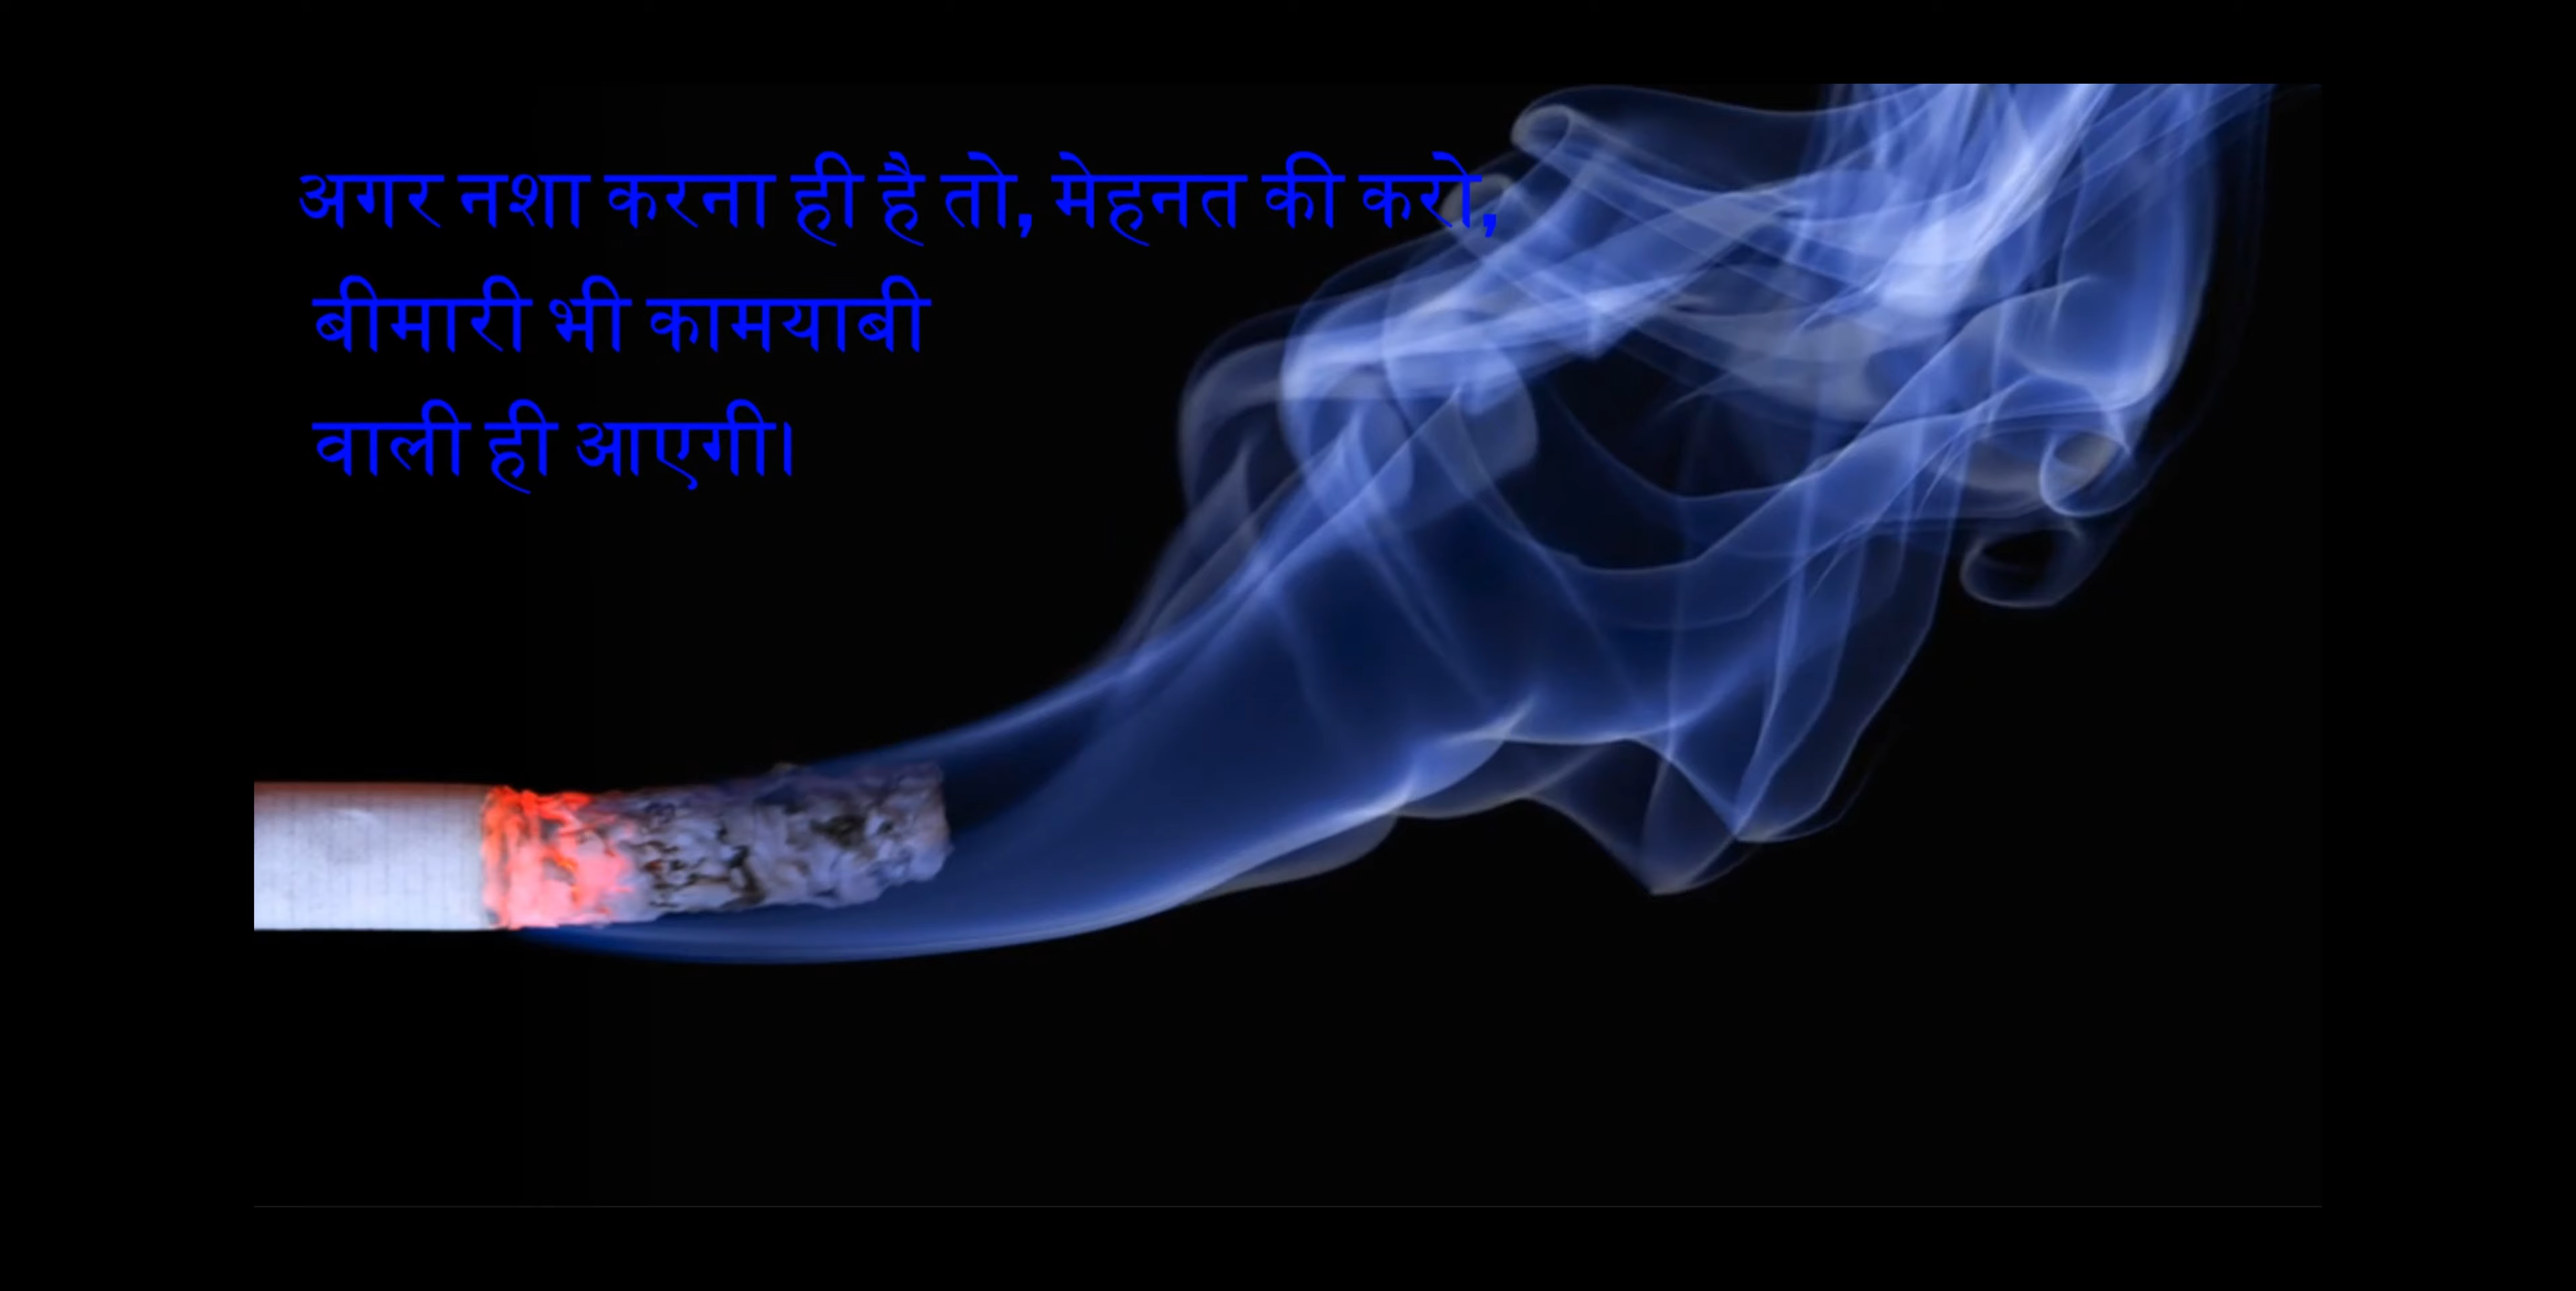 अगर नशा करना ही है तो, मेहनत की करो,
बीमारी भी कामयाबी
वाली ही आएगी।